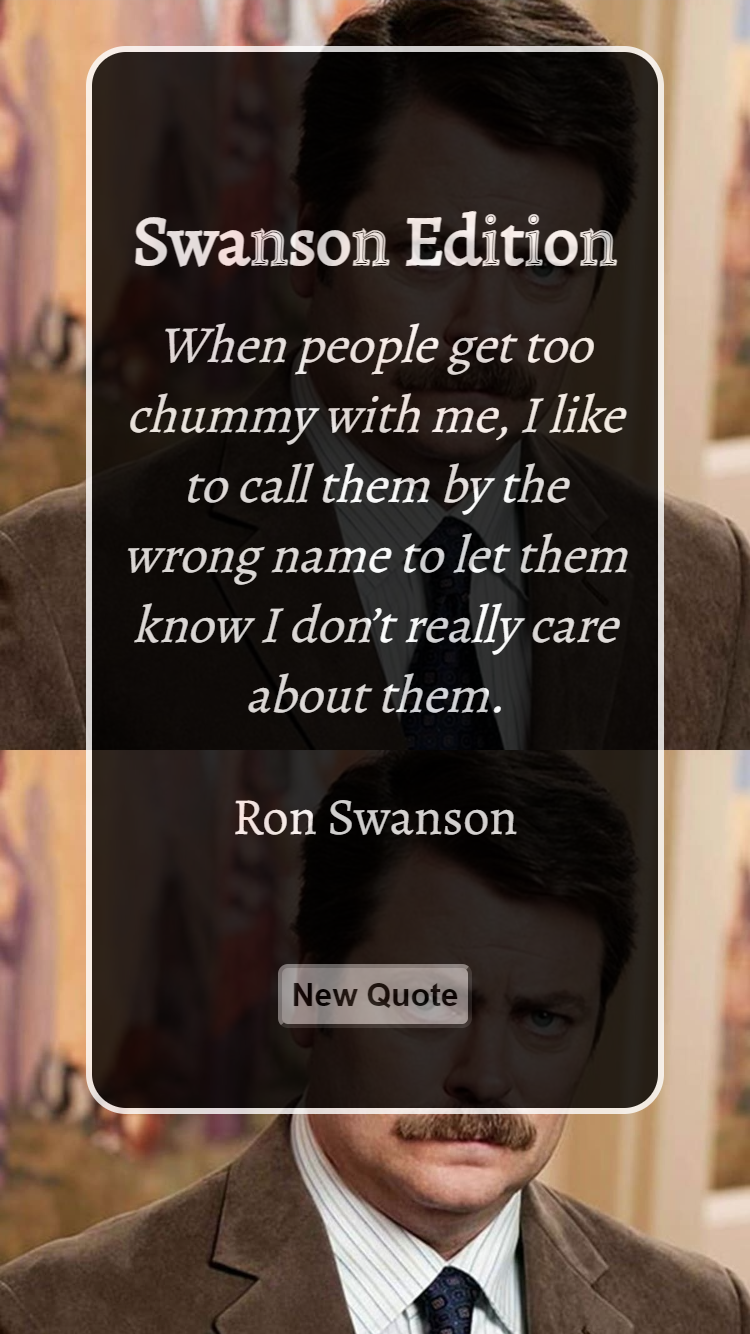 Swanson Edition
When people get too
chummy with me, I like
to call them by the
wrong name to let them
know I don’t really care
about them.
Ron Swanson
New Quote